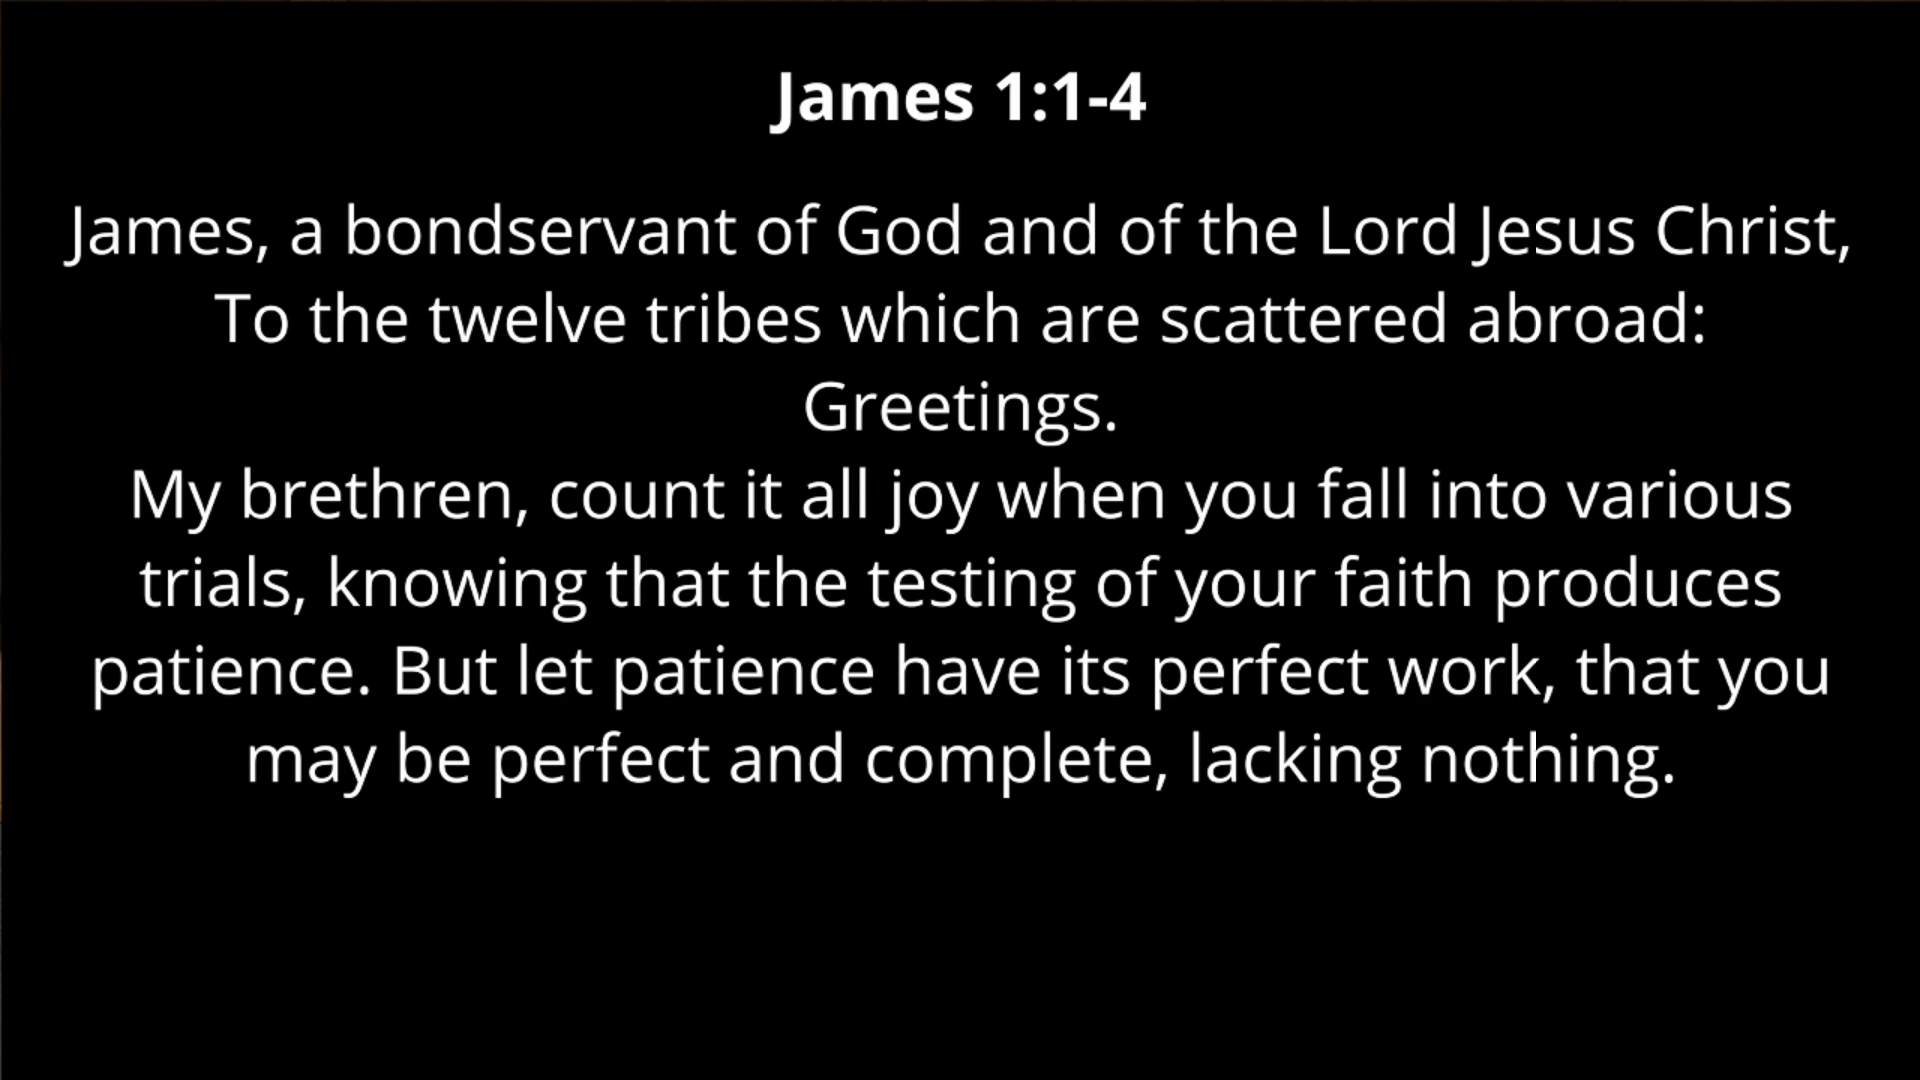 James 1:1-4
James, a bondservant of God and of the Lord Jesus Christ,
To the twelve tribes which are scattered abroad:
Greetings.
My brethren, count it all joy when you fall into various
trials, knowing that the testing of your faith produces
patience. But let patience have its perfect work, that you
may be perfect and complete, lacking nothing.